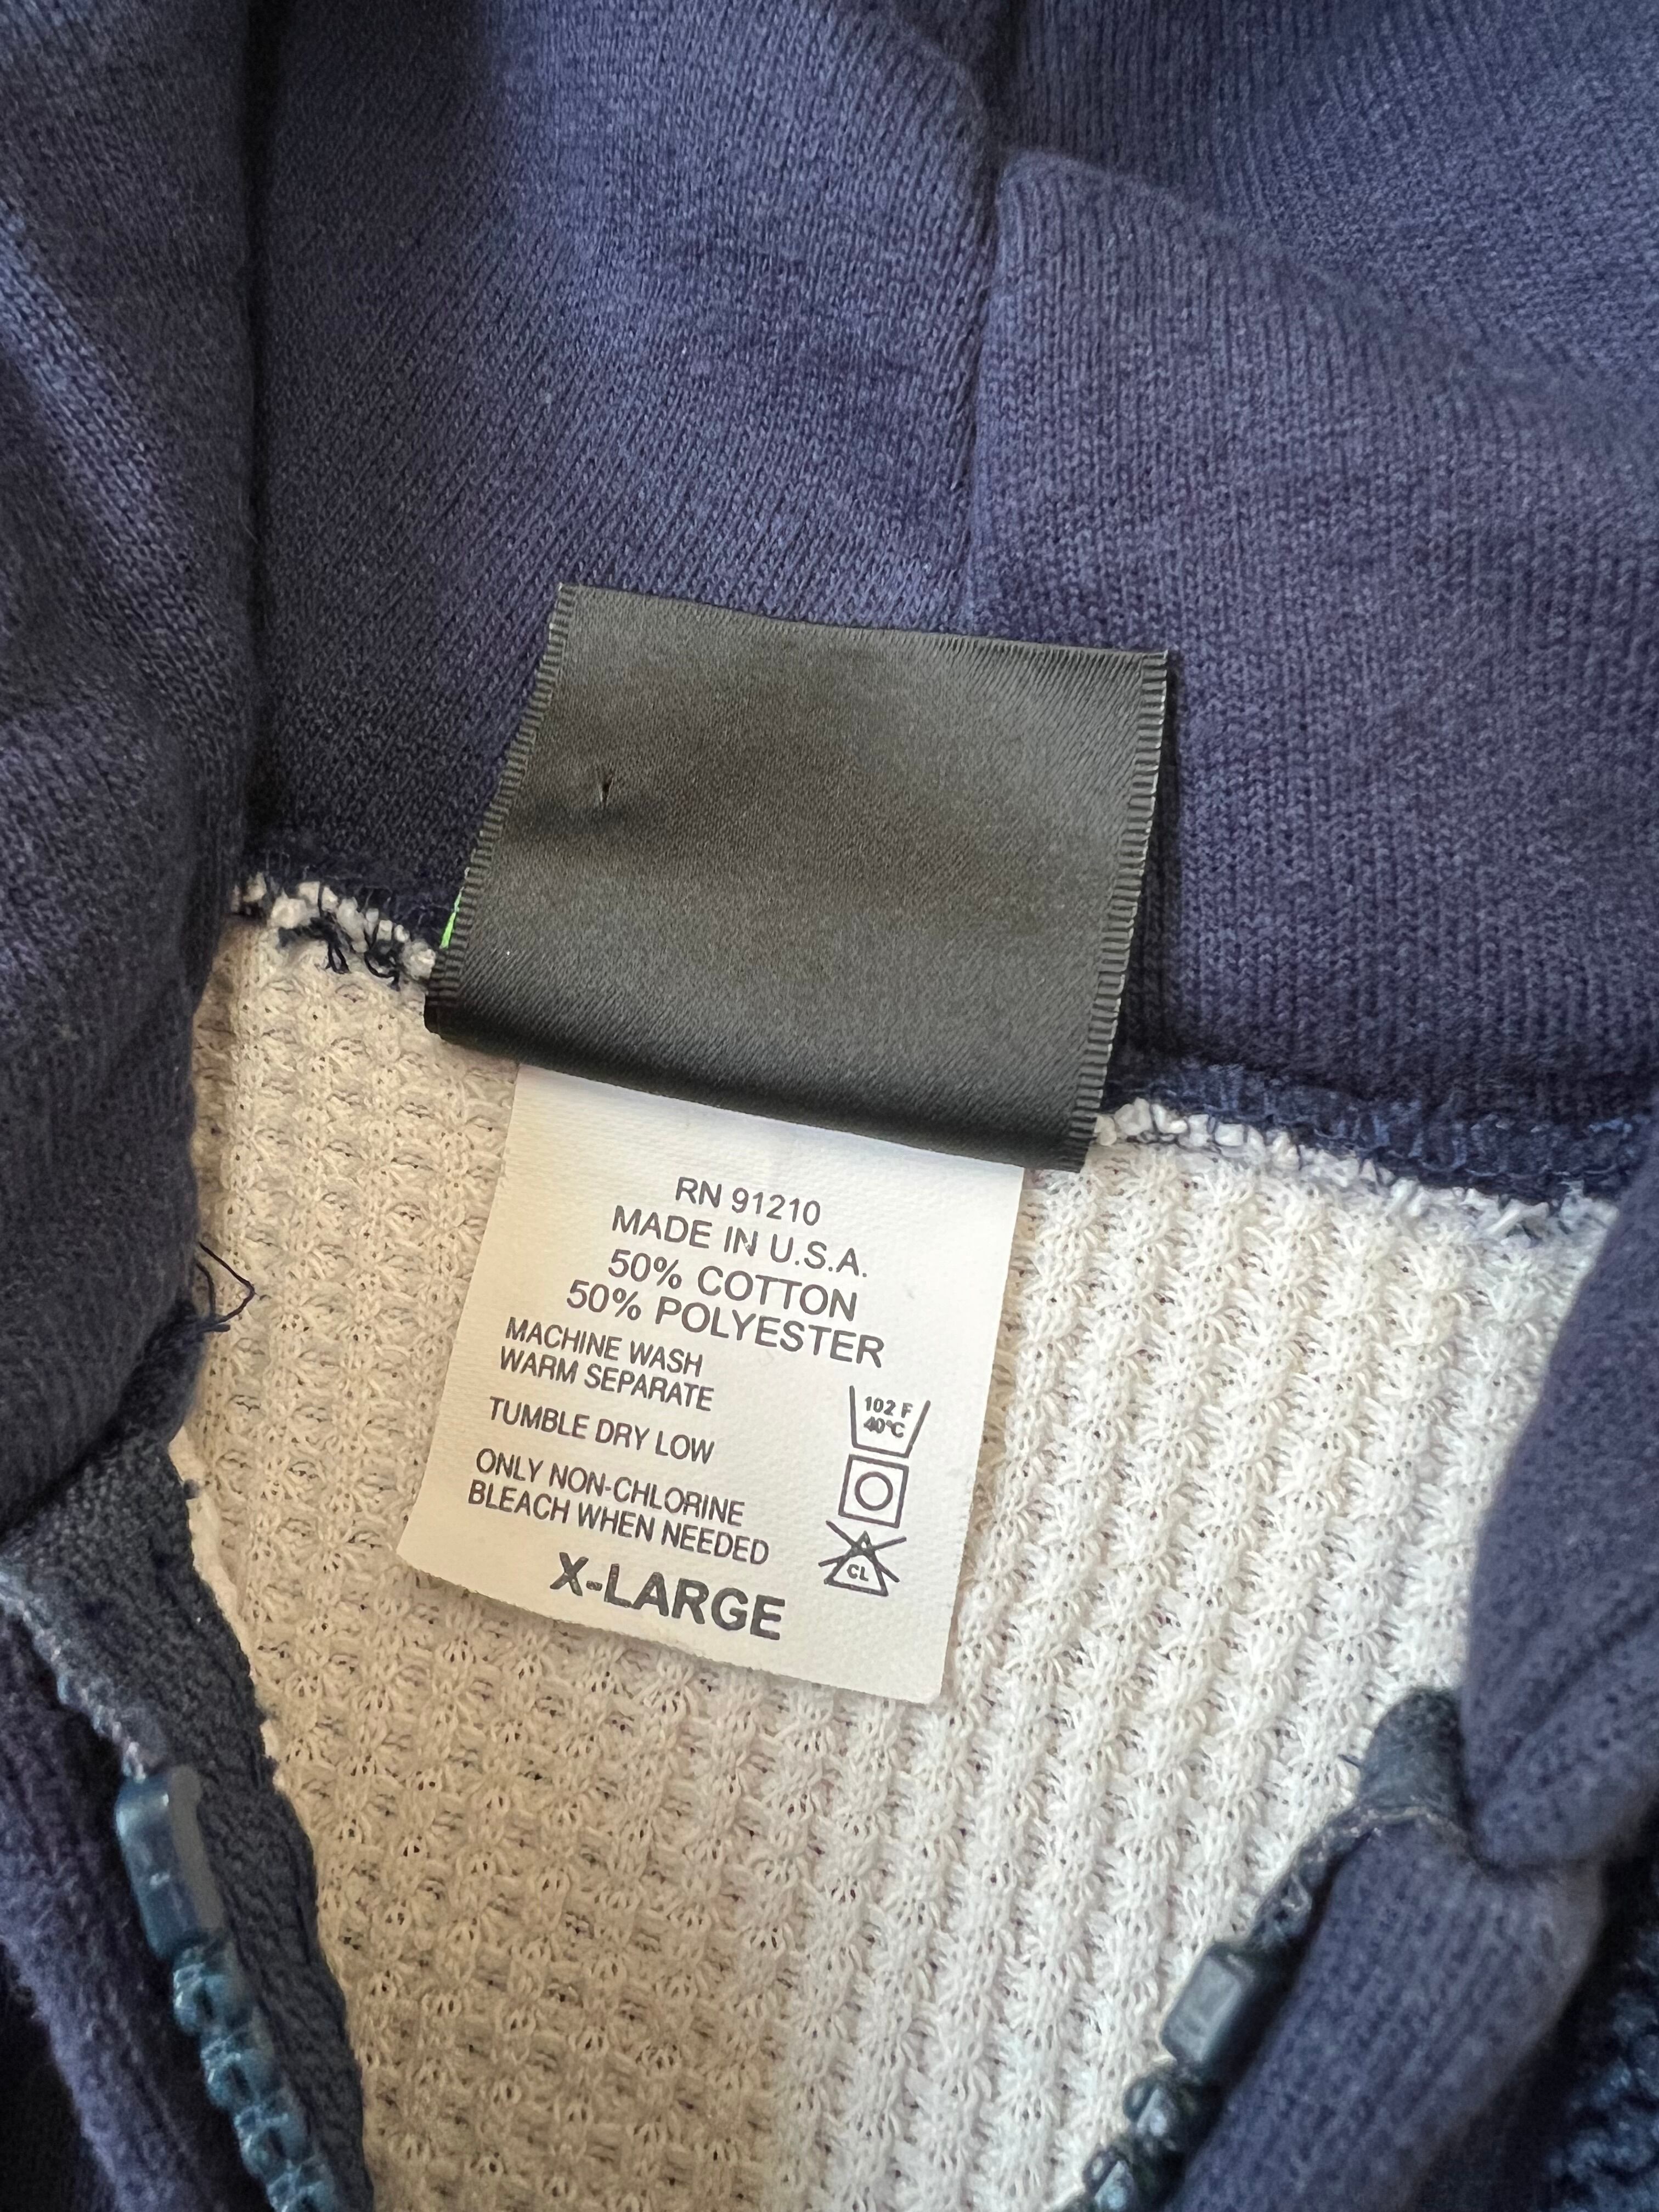 RN 91210
MADE IN U.S.A.
50% COTTON
50% POLYESTER
MACHINE WASH
WARM SEPARATE
102 F
40°C
TUMBLE DRY LOW
ONLY NON-CHLORINE
BLEACH WHEN NEEDED
CL
X-LARGE